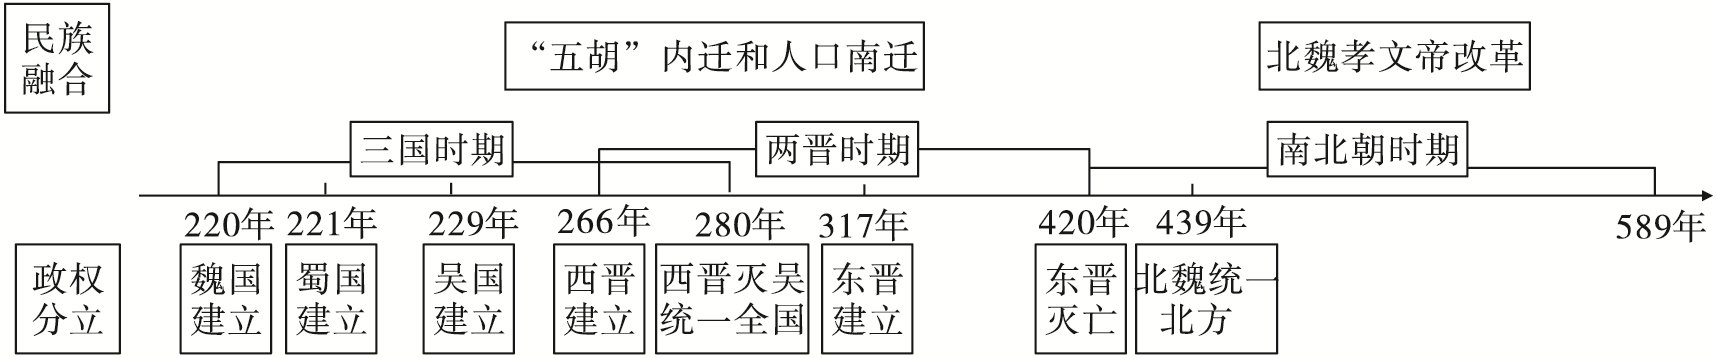 民族
融合
“五胡”内迁和人口南迁
北魏孝文帝改革
三国时期
两晋时期
南北朝时期
220年
221年
229年
266年
280年
317年
420年
439年
589年
政权
分立
魏国
建立
蜀国
建立
吴国
建立
西晋
建立
西晋灭吴
统一全国
东晋
建立
东晋
灭亡
北魏统一
北方